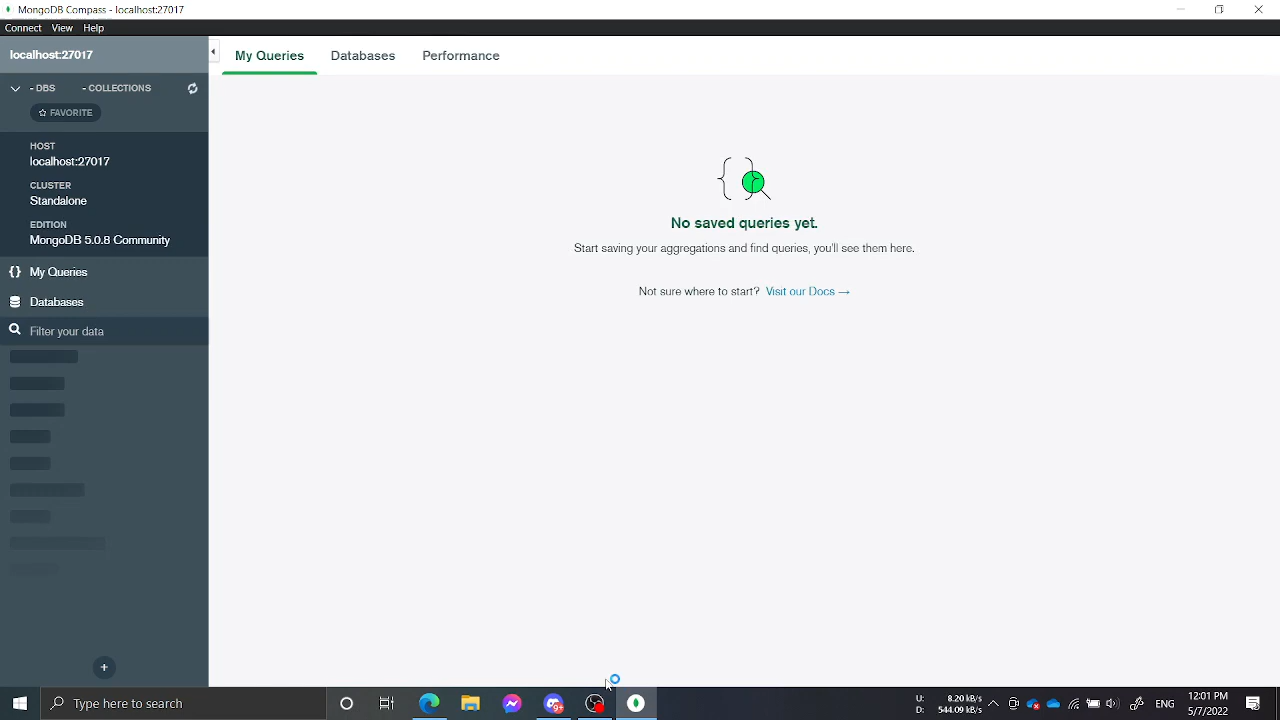 MongoDB Compass - localhost:27017
Connect View Help
localhost:27017
My Queries Databases Performance
- DBS - COLLECTIONS
FAVORITE
HOST
localhost:27017
CLUSTER
Standalone
EDITION
MongoDB 5.0.8 Community
{} My Queries
Databases
Filter your data
No saved queries yet.
Start saving your aggregations and find queries, you'll see them here.
Not sure where to start? Visit our Docs →
+
Type here to search
9+
U: 8.20 kB/s
D: 544.09 kB/s
ENG
12:01 PM
5/7/2022